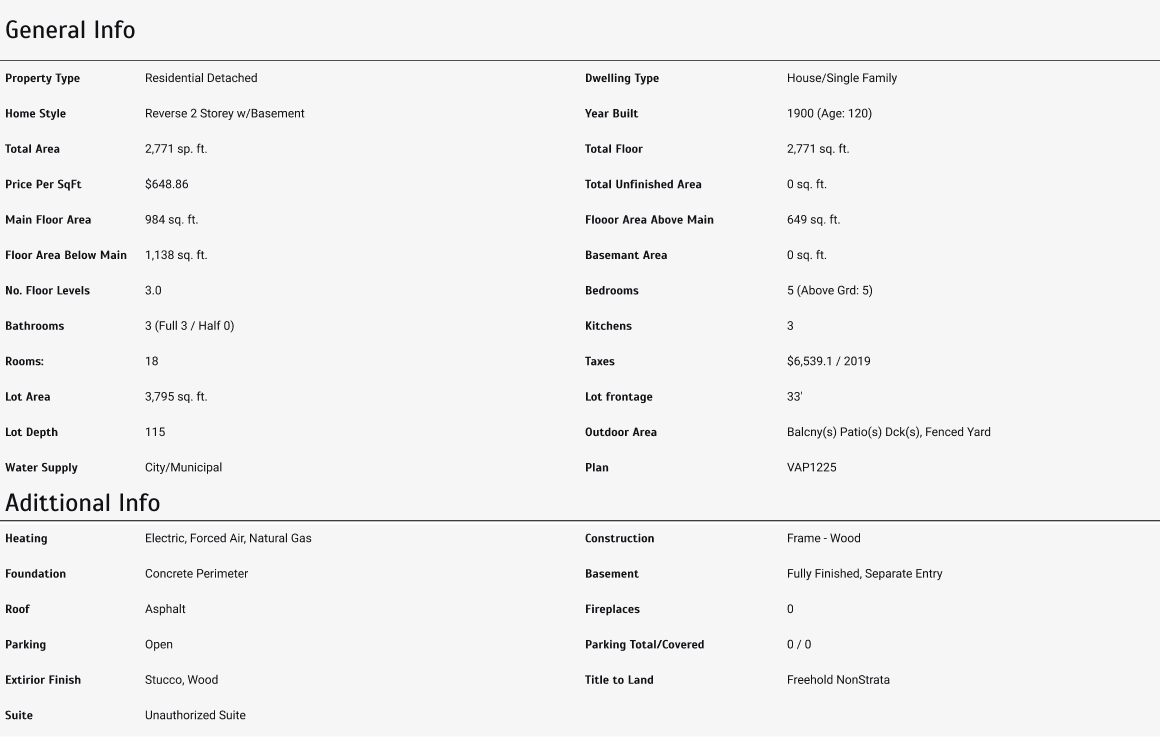 General Info
Property Type Residential Detached Dwelling Type House/Single Family
Home Style Reverse 2 Storey w/Basement Year Built 1900 (Age: 120)
Total Area 2,771 sp. ft. Total Floor 2,771 sq. ft.
Price Per SqFt $648.86 Total Unfinished Area 0 sq. ft.
Main Floor Area 984 sq. ft. Flooor Area Above Main 649 sq. ft.
Floor Area Below Main 1,138 sq. ft. Basemant Area 0 sq. ft.
No. Floor Levels 3.0 Bedrooms 5 (Above Grd: 5)
Bathrooms 3 (Full 3 / Half 0) Kitchens 3
Rooms: 18 Taxes $6,539.1 / 2019
Lot Area 3,795 sq. ft. Lot frontage 33'
Lot Depth 115 Outdoor Area Balcny(s) Patio(s) Dck(s), Fenced Yard
Water Supply City/Municipal Plan VAP1225
Adittional Info
Heating Electric, Forced Air, Natural Gas Construction Frame - Wood
Foundation Concrete Perimeter Basement Fully Finished, Separate Entry
Roof Asphalt Fireplaces 0
Parking Open Parking Total/Covered 0 / 0
Extirior Finish Stucco, Wood Title to Land Freehold NonStrata
Suite Unauthorized Suite